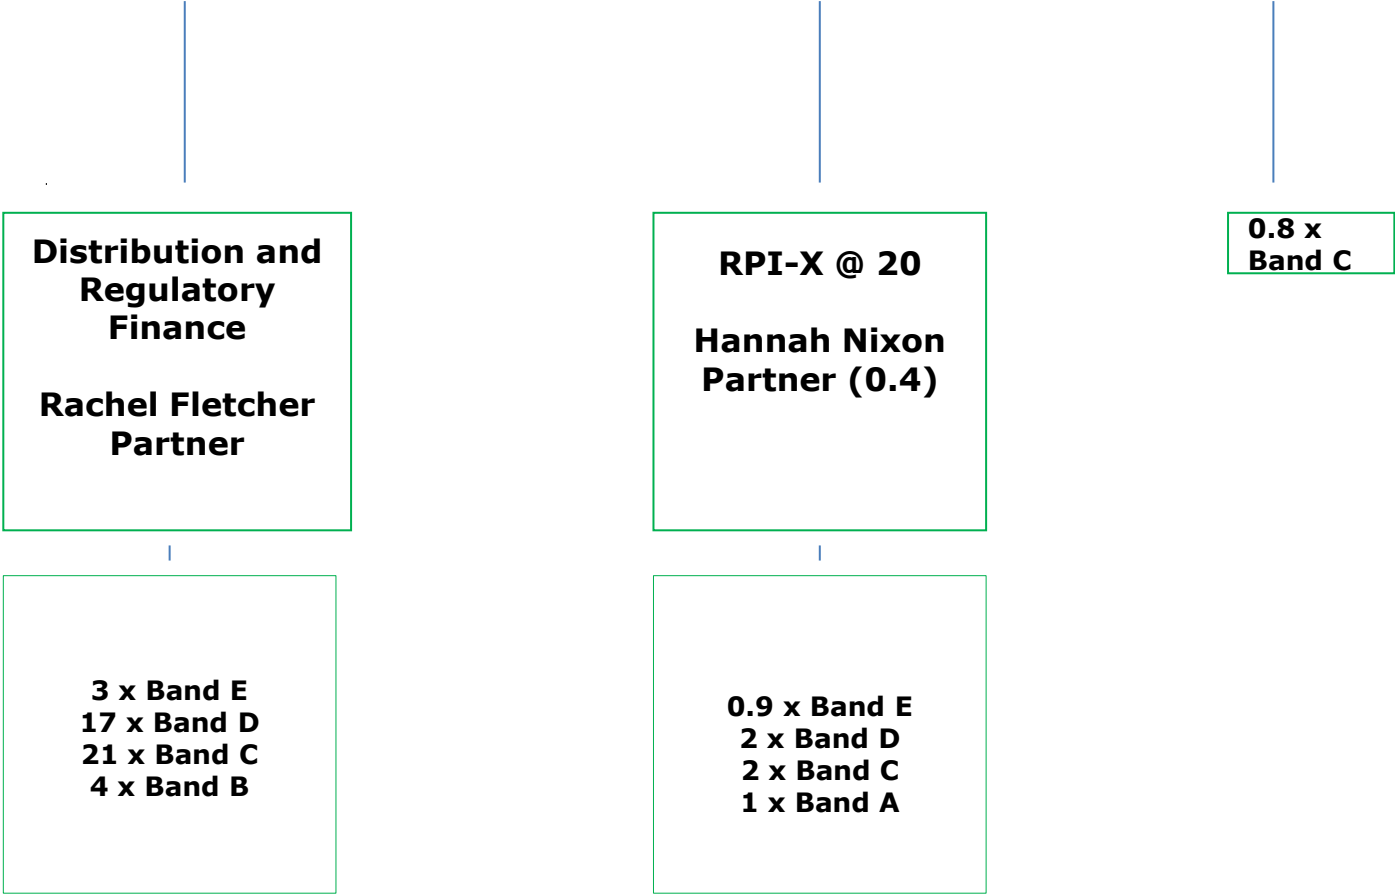 Distribution and
Regulatory
Finance
Rachel Fletcher
Partner
RPI-X @ 20
Hannah Nixon
Partner (0.4)
0.8 x
Band C
3 x Band E
17 x Band D
21 x Band C
4 x Band B
0.9 x Band E
2 x Band D
2 x Band C
1 x Band A